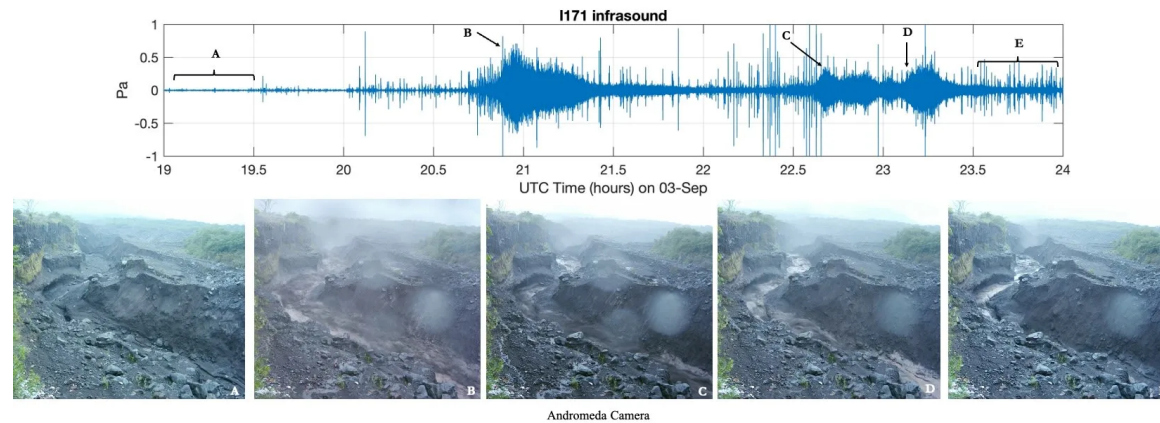 I171 infrasound
A
B
C
D
E
Pa
1
0.5
0
-0.5
-1
19
19.5
20
20.5
21
21.5
22
22.5
23
23.5
24
UTC Time (hours) on 03-Sep
A
B
C
D
Andromeda Camera